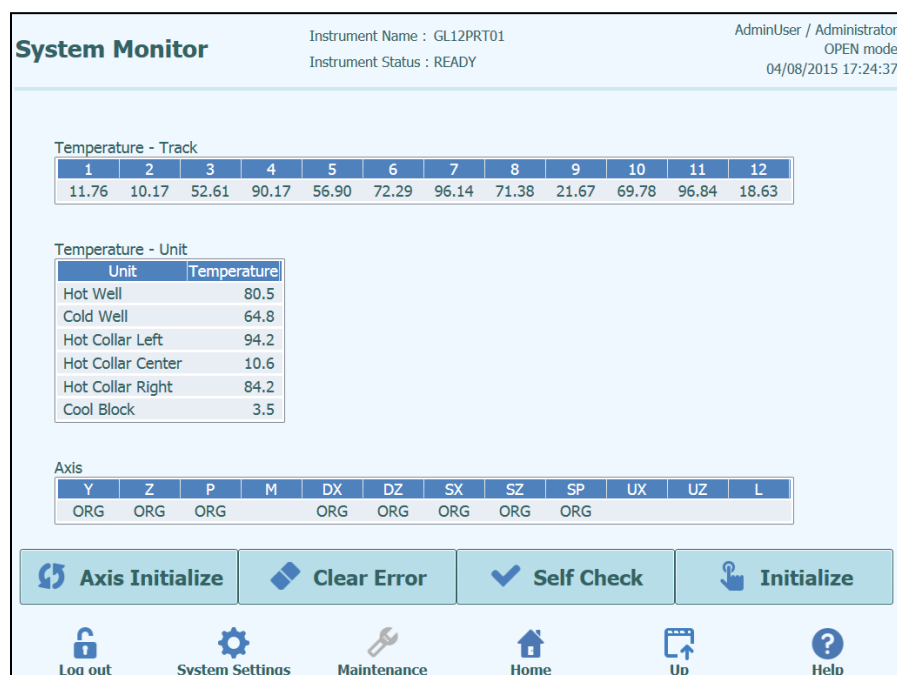 System Monitor
Instrument Name : GL12PRT01
Instrument Status : READY
AdminUser / Administrator
OPEN mode
04/08/2015 17:24:37
Temperature - Track
1 2 3 4 5 6 7 8 9 10 11 12
11.76 10.17 52.61 90.17 56.90 72.29 96.14 71.38 21.67 69.78 96.84 18.63
Temperature - Unit
Unit Temperature
Hot Well 80.5
Cold Well 64.8
Hot Collar Left 94.2
Hot Collar Center 10.6
Hot Collar Right 84.2
Cool Block 3.5
Axis
Y Z P M DX DZ SX SZ SP UX UZ L
ORG ORG ORG ORG ORG ORG ORG ORG
Axis Initialize Clear Error Self Check Initialize
Log out System Settings Maintenance Home Up Help